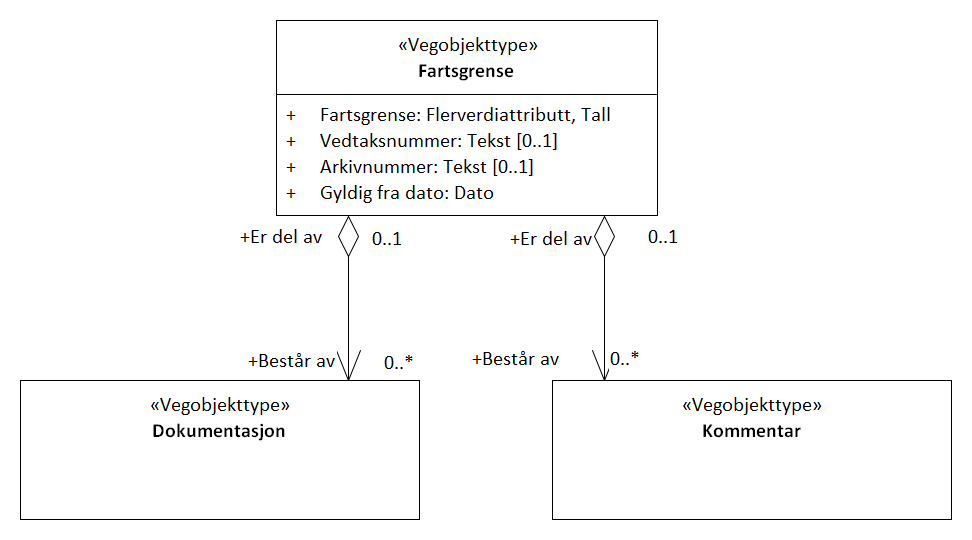 «Vegobjekttype»
Fartsgrense
+ Fartsgrense: Flerverdiattributt, Tall
+ Vedtaksnummer: Tekst [0..1]
+ Arkivnummer: Tekst [0..1]
+ Gyldig fra dato: Dato
+Er del av 0..1 +Er del av 0..1
+Består av 0..* +Består av 0..*
«Vegobjekttype»
Dokumentasjon
«Vegobjekttype»
Kommentar